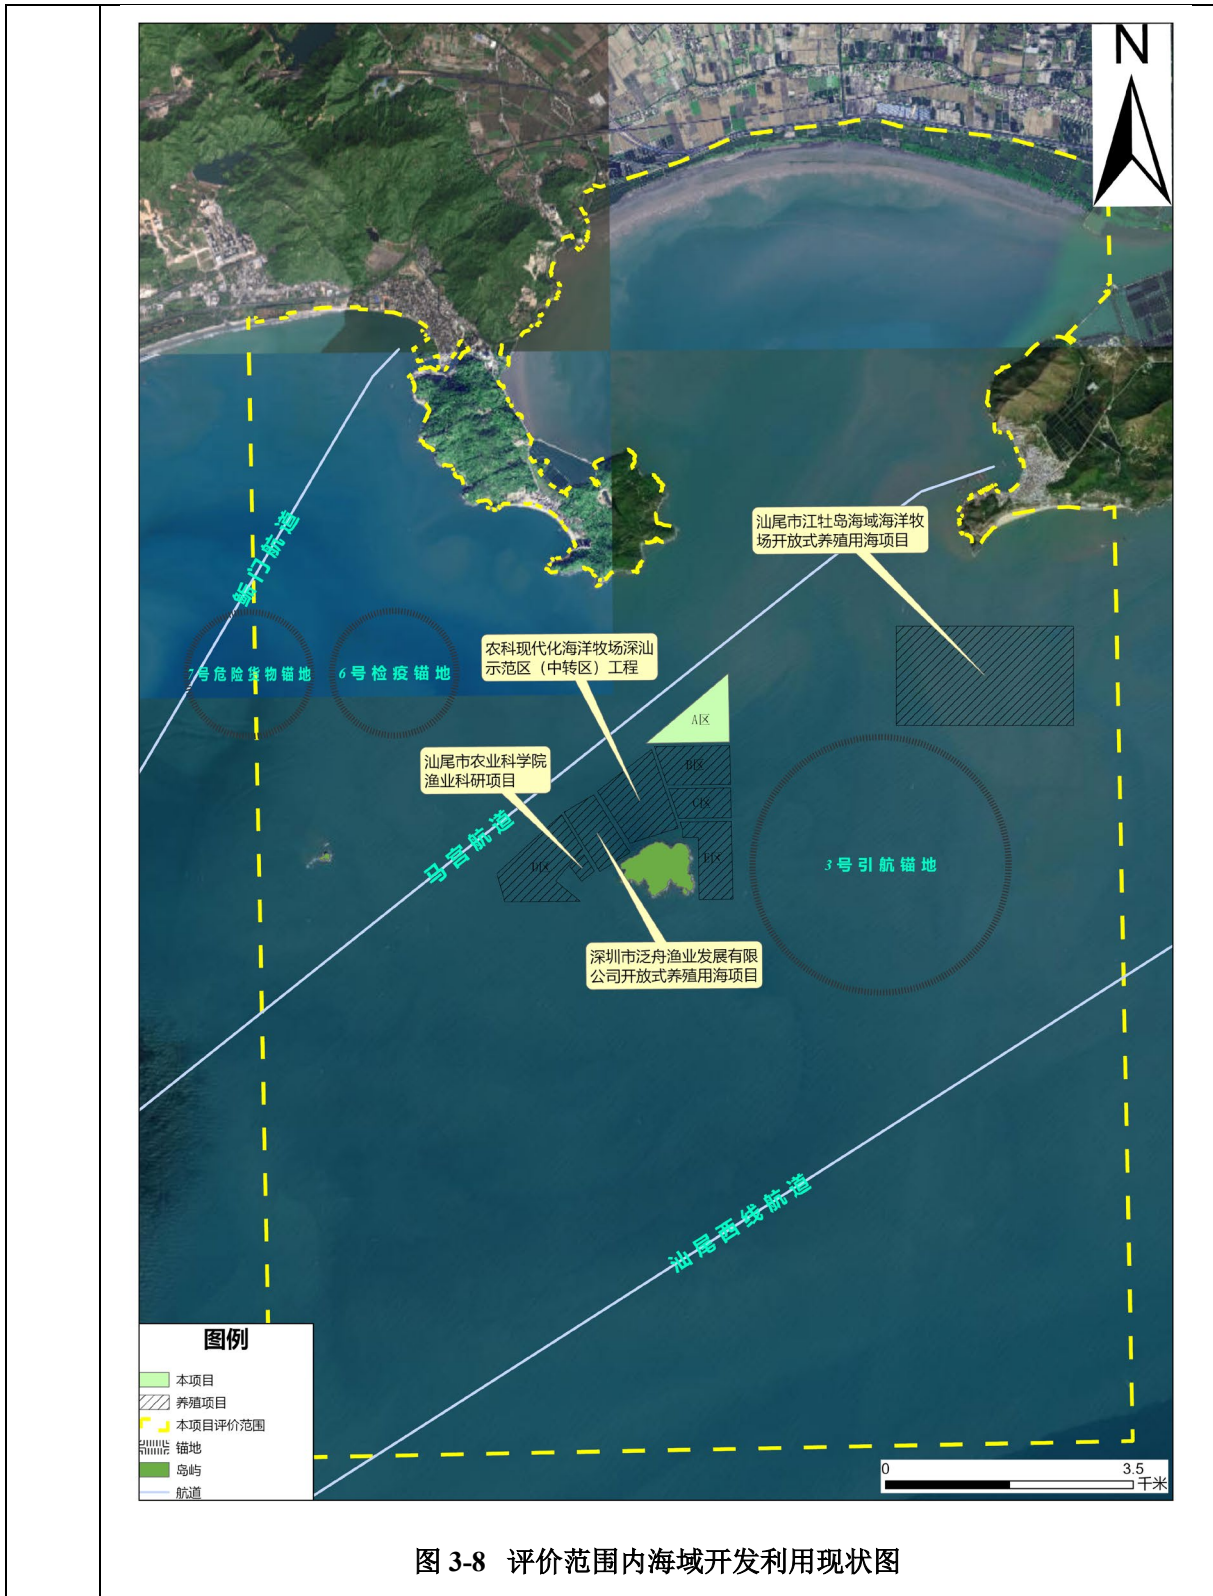 N
鲘门航道
汕尾市江牡岛海域海洋牧
场开放式养殖用海项目
农科现代化海洋牧场深汕
示范区（中转区）工程
7号危险货物锚地
6号检疫锚地
A区
汕尾市农业科学院
渔业科研项目
B区
C区
马宫航道
D区
E区
3号引航锚地
深圳市泛舟渔业发展有限
公司开放式养殖用海项目
汕尾西线航道
图例
本项目
养殖项目
本项目评价范围
锚地
岛屿
航道
0 3.5
千米
图 3-8 评价范围内海域开发利用现状图